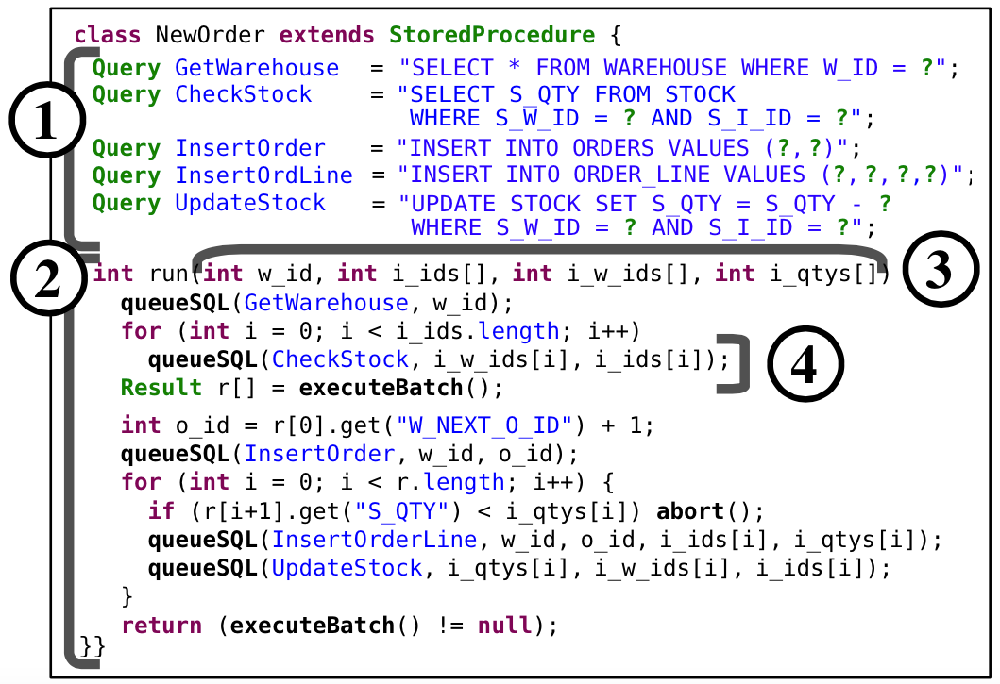 class NewOrder extends StoredProcedure {
Query GetWarehouse = "SELECT * FROM WAREHOUSE WHERE W_ID = ?";
Query CheckStock = "SELECT S_QTY FROM STOCK
WHERE S_W_ID = ? AND S_I_ID = ?";
1
Query InsertOrder = "INSERT INTO ORDERS VALUES (?,?)";
Query InsertOrdLine = "INSERT INTO ORDER_LINE VALUES (?,?,?,?)";
Query UpdateStock = "UPDATE STOCK SET S_QTY = S_QTY - ?
WHERE S_W_ID = ? AND S_I_ID = ?";
2
3
int run(int w_id, int i_ids[], int i_w_ids[], int i_qtys[])
queueSQL(GetWarehouse, w_id);
for (int i = 0; i < i_ids.length; i++)
queueSQL(CheckStock, i_w_ids[i], i_ids[i]);
4
Result r[] = executeBatch();
int o_id = r[0].get("W_NEXT_O_ID") + 1;
queueSQL(InsertOrder, w_id, o_id);
for (int i = 0; i < r.length; i++) {
if (r[i+1].get("S_QTY") < i_qtys[i]) abort();
queueSQL(InsertOrderLine, w_id, o_id, i_ids[i], i_qtys[i]);
queueSQL(UpdateStock, i_qtys[i], i_w_ids[i], i_ids[i]);
}
return (executeBatch() != null);
}}